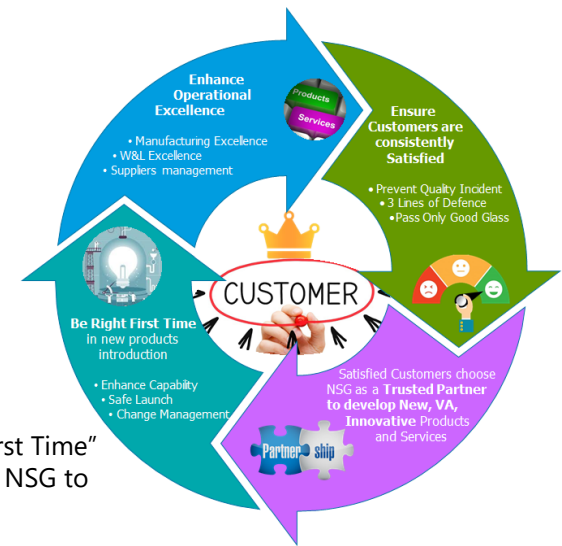 Enhance
Operational
Excellence
• Manufacturing Excellence
• W&L Excellence
• Suppliers management
Products
Services
Ensure
Customers are
consistently
Satisfied
• Prevent Quality Incident
• 3 Lines of Defence
• Pass Only Good Glass
CUSTOMER
Satisfied Customers choose
NSG as a Trusted Partner
to develop New, VA,
Innovative Products
and Services
Partner ship
Be Right First Time
in new products
introduction
• Enhance Capability
• Safe Launch
• Change Management
rst Time”
NSG to